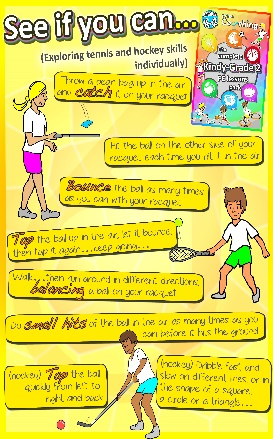 See if you can...
(Exploring tennis and hockey skills
individually)
Throw a bean bag up in the air
and catch it on your racquet
Hit the ball on the other side of your
racquet each time you hit it in the air
Bounce the ball as many times
as you can with your racquet
Tap the ball up in the air, let it bounce,
then tap it again....keep going....
Walk.....then run around in different directions
balancing a ball on your racquet
Do small hits of the ball in the air as many times as you
can before it hits the ground
(hockey) Tap the ball
quickly from left to
right and back
(hockey) Dribble fast and
slow on different lines or in
the shape of a square,
a circle or a triangle....
Kindy-Grade 2